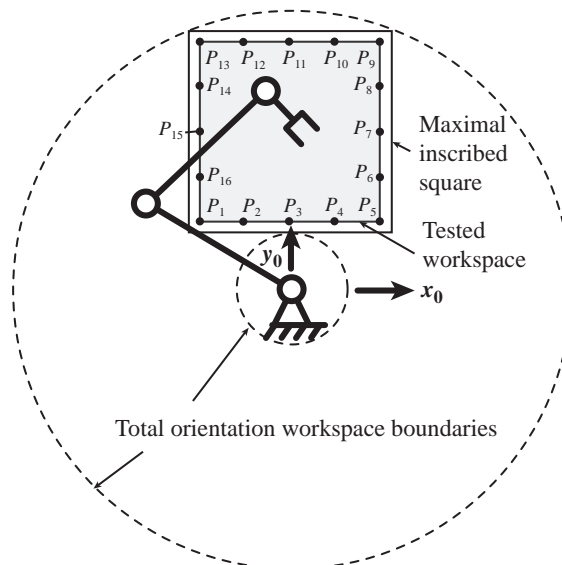 P13 P12 P11 P10 P9
P14 P8
P15 P7
Maximal
inscribed
square
P16 P6
P1 P2 P3 P4 P5
Tested
workspace
y0
x0
Total orientation workspace boundaries